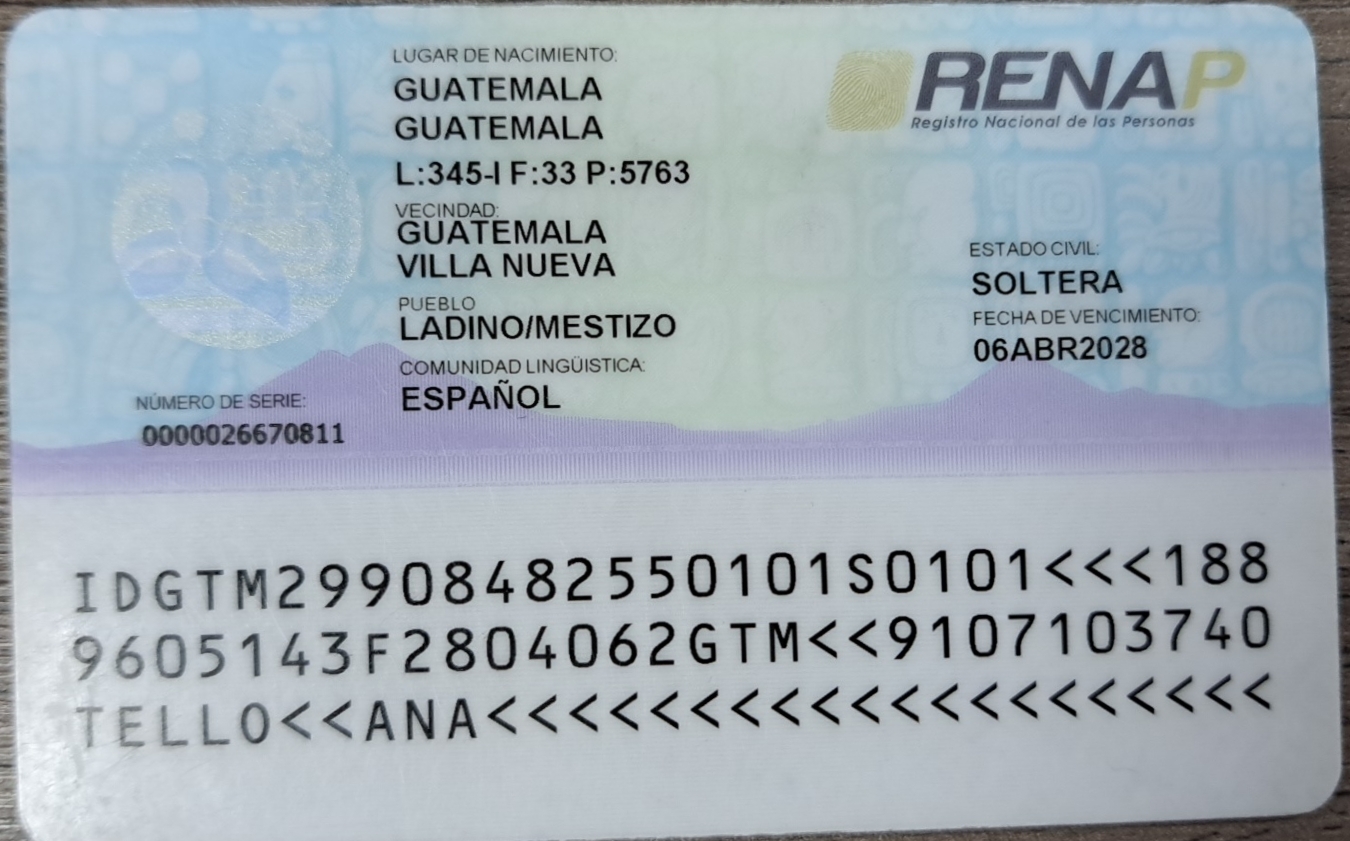 LUGAR DE NACIMIENTO:
GUATEMALA
GUATEMALA
L:345-I F:33 P:5763
VECINDAD:
GUATEMALA
VILLA NUEVA
PUEBLO
LADINO/MESTIZO
COMUNIDAD LINGÜISTICA:
ESPAÑOL
NÚMERO DE SERIE:
0000026670811
RENAP
Registro Nacional de las Personas
ESTADO CIVIL:
SOLTERA
FECHA DE VENCIMIENTO:
06ABR2028
IDGTM29908482550101S0101<<<188
9605143F2804062GTM<<9107103740
TELLO<<ANA<<<<<<<<<<<<<<<<<<<<